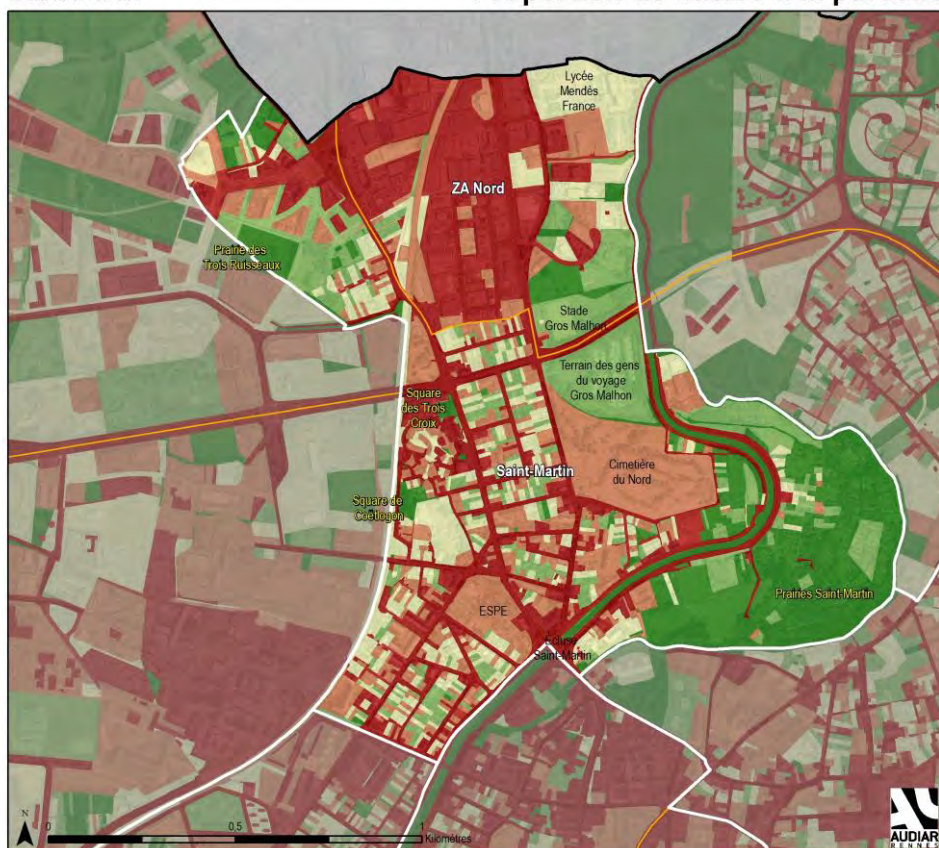 Lycée
Mendès
France
ZA Nord
Prairie des
Trois Ruisseaux
Stade
Gros Malhon
Terrain des gens
du voyage
Gros Malhon
Square
des Trois
Croix
Cimetière
du Nord
Saint-Martin
Square de
Coëtlogon
Prairies Saint-Martin
ESPE
Ecluse
Saint-Martin
N
0
0,5
1
Kilomètres
AUDIAR
RENNES